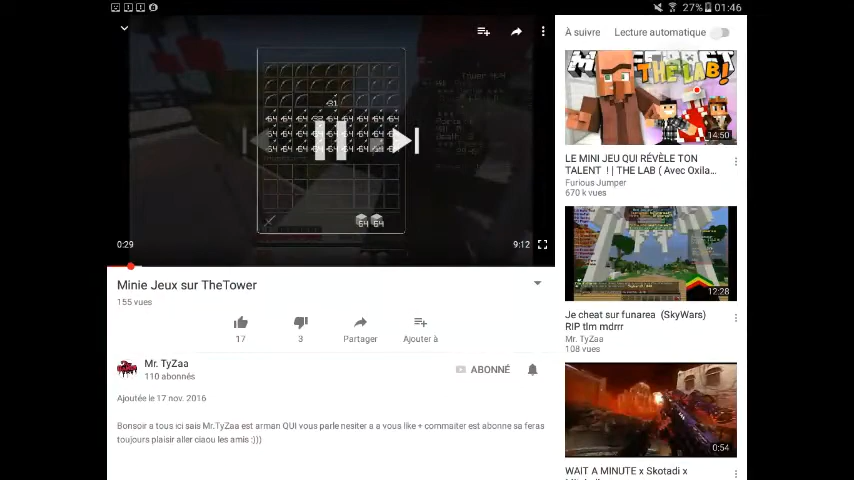 27% 01:46
0:29
9:12
Minie Jeux sur TheTower
155 vues
17
3
Partager
Ajouter à
Mr. TyZaa
110 abonnés
ABONNÉ
Ajoutée le 17 nov. 2016
Bonsoir a tous ici sais Mr.TyZaa est arman QUI vous parle nesiter a a vous like + commaiter est abonne sa feras
toujours plaisir aller ciaou les amis :)))
À suivre
Lecture automatique
THE LAB!
14:50
LE MINI JEU QUI RÉVÈLE TON
TALENT ! | THE LAB ( Avec Oxila...
Furious Jumper
670 k vues
12:28
Je cheat sur funarea (SkyWars)
RIP tlm mdrrr
Mr. TyZaa
108 vues
0:54
WAIT A MINUTE x Skotadi x